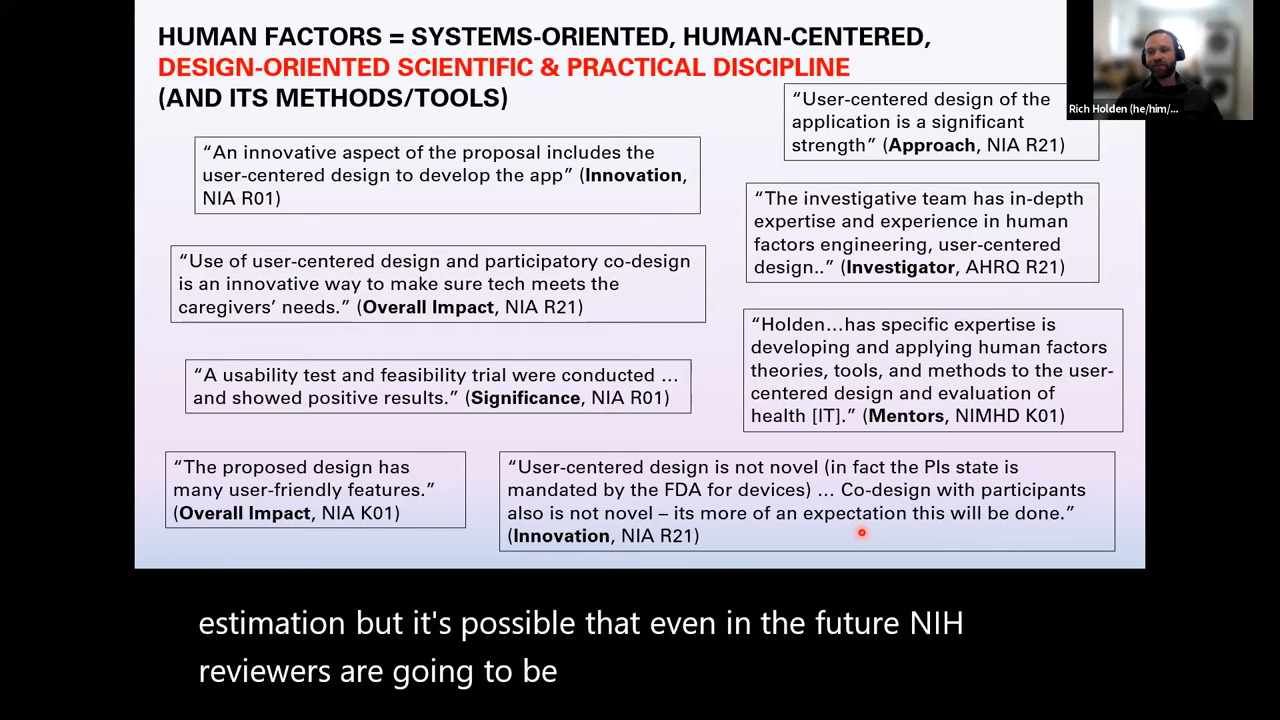 HUMAN FACTORS = SYSTEMS-ORIENTED, HUMAN-CENTERED,
DESIGN-ORIENTED SCIENTIFIC & PRACTICAL DISCIPLINE
(AND ITS METHODS/TOOLS)
Rich Holden (he/him/...
“An innovative aspect of the proposal includes the
user-centered design to develop the app” (Innovation,
NIA R01)
“Use of user-centered design and participatory co-design
is an innovative way to make sure tech meets the
caregivers’ needs.” (Overall Impact, NIA R21)
“A usability test and feasibility trial were conducted …
and showed positive results.” (Significance, NIA R01)
“The proposed design has
many user-friendly features.”
(Overall Impact, NIA K01)
“User-centered design of the
application is a significant
strength” (Approach, NIA R21)
“The investigative team has in-depth
expertise and experience in human
factors engineering, user-centered
design..” (Investigator, AHRQ R21)
“Holden…has specific expertise is
developing and applying human factors
theories, tools, and methods to the user-
centered design and evaluation of
health [IT].” (Mentors, NIMHD K01)
“User-centered design is not novel (in fact the PIs state is
mandated by the FDA for devices) … Co-design with participants
also is not novel – its more of an expectation this will be done.”
(Innovation, NIA R21)
estimation but it's possible that even in the future NIH
reviewers are going to be